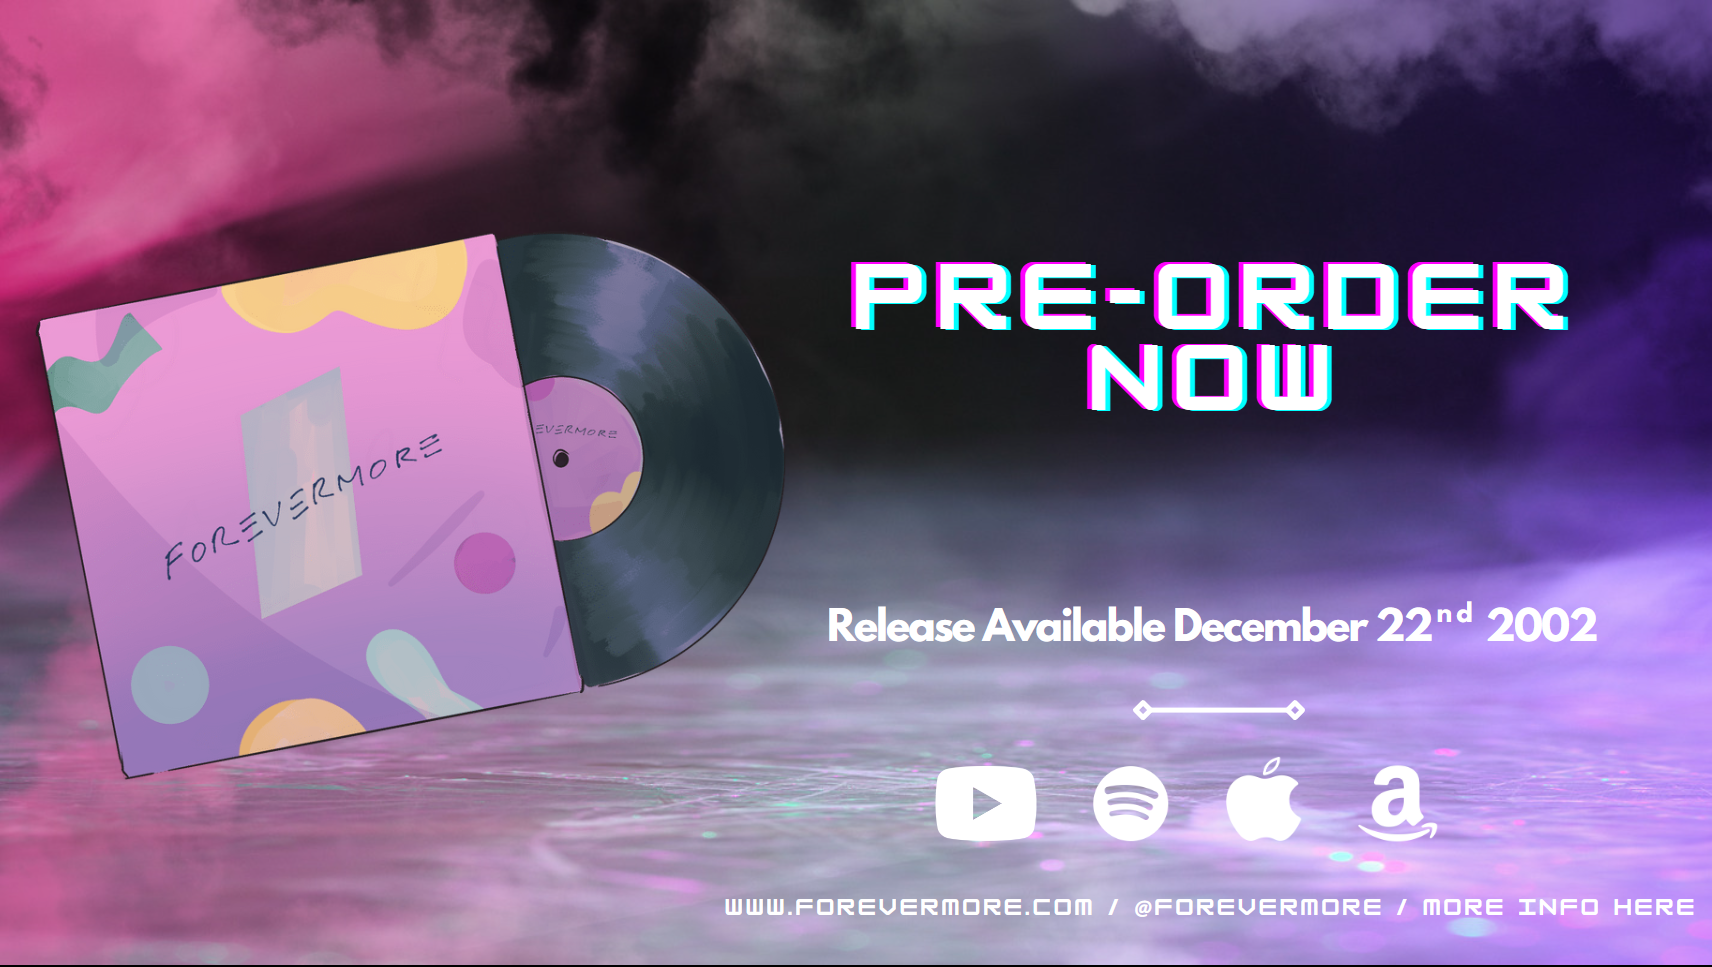 FOREVERMORE
EVERMORE
PRE-ORDER
NOW
Release Available December 22ⁿᵈ 2002
WWW.FOREVERMORE.COM / @FOREVERMORE / MORE INFO HERE